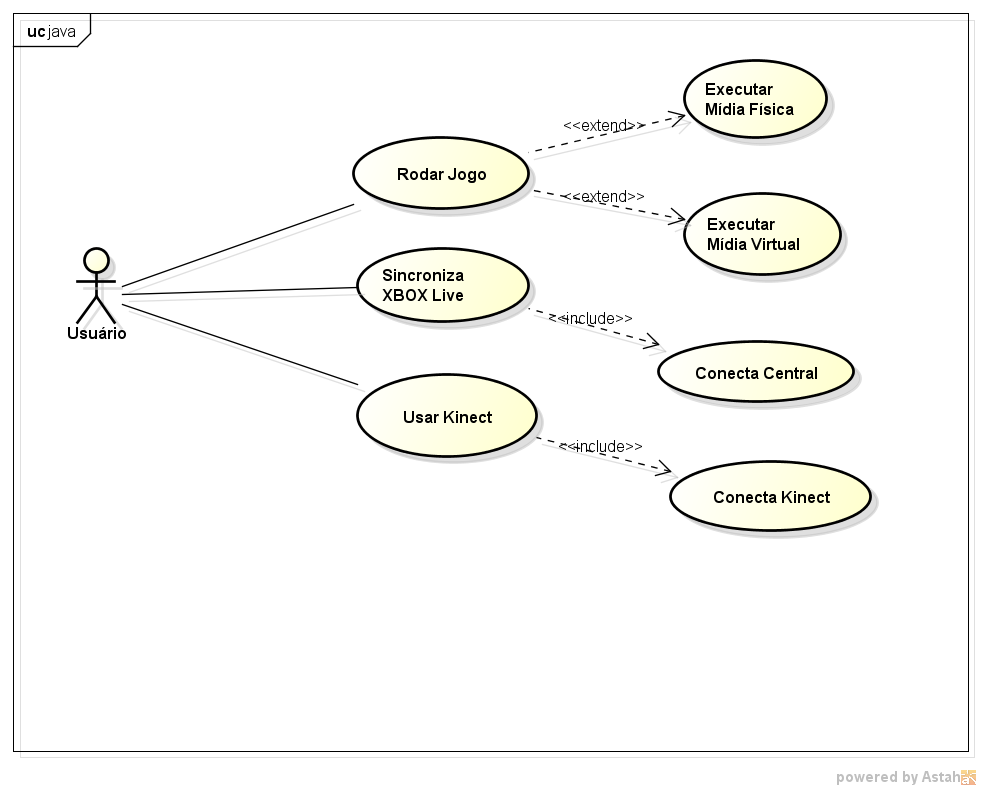 uc java
Executar
Mídia Física
<<extend>>
Rodar Jogo
<<extend>>
Executar
Mídia Virtual
Sincroniza
XBOX Live
Usuário
<<include>>
Conecta Central
Usar Kinect
<<include>>
Conecta Kinect
powered by Astah